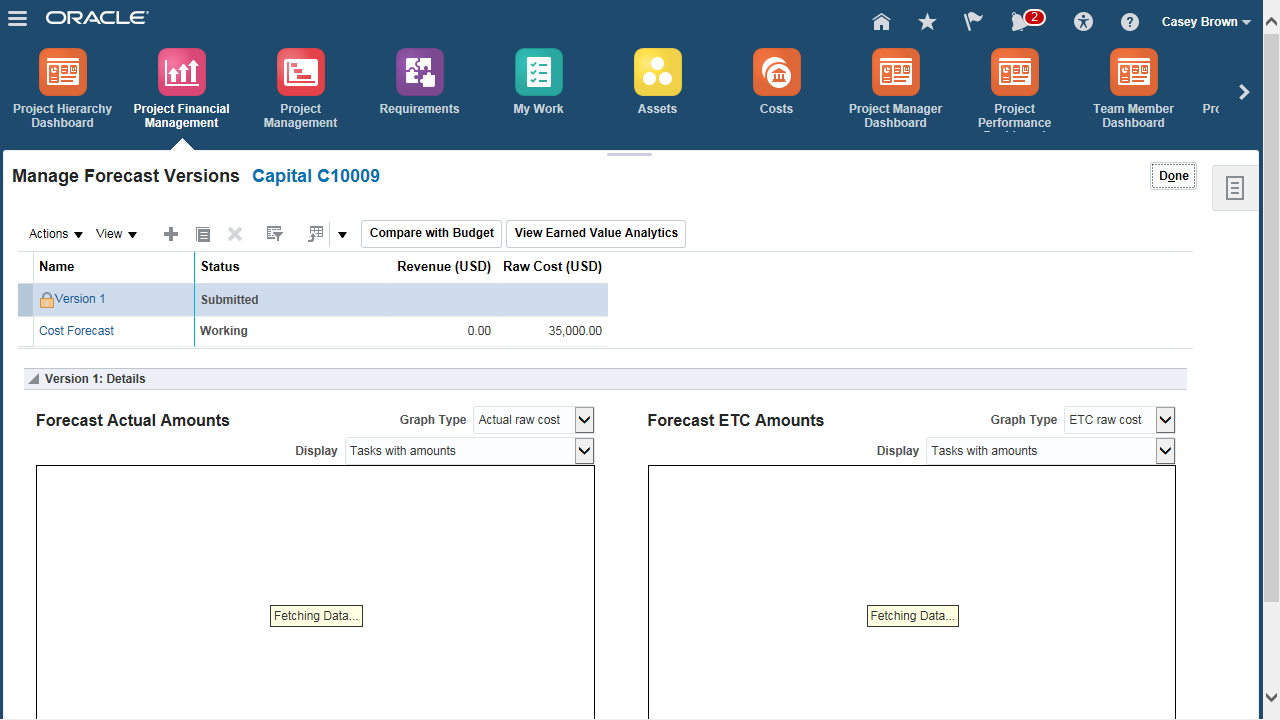 ORACLE
2
Casey Brown
Project Hierarchy
Dashboard
Project Financial
Management
Project
Management
Requirements
My Work
Assets
Costs
Project Manager
Dashboard
Project
Performance
Team Member
Dashboard
Manage Forecast Versions Capital C10009
Done
Actions View Compare with Budget View Earned Value Analytics
Name Status Revenue (USD) Raw Cost (USD)
Version 1 Submitted
Cost Forecast Working 0.00 35,000.00
Version 1: Details
Forecast Actual Amounts Graph Type Actual raw cost
Display Tasks with amounts
Fetching Data...
Forecast ETC Amounts Graph Type ETC raw cost
Display Tasks with amounts
Fetching Data...